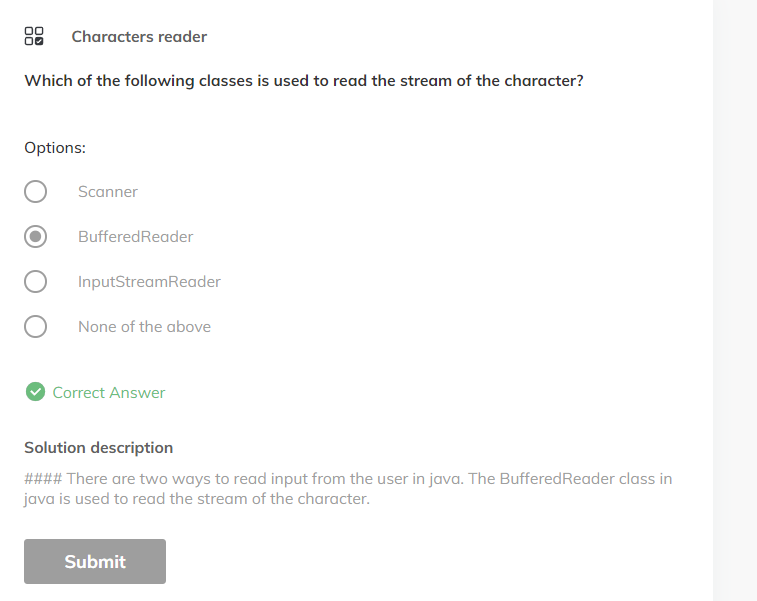 Characters reader
Which of the following classes is used to read the stream of the character?
Options:
Scanner
BufferedReader
InputStreamReader
None of the above
Correct Answer
Solution description
#### There are two ways to read input from the user in java. The BufferedReader class in
java is used to read the stream of the character.
Submit